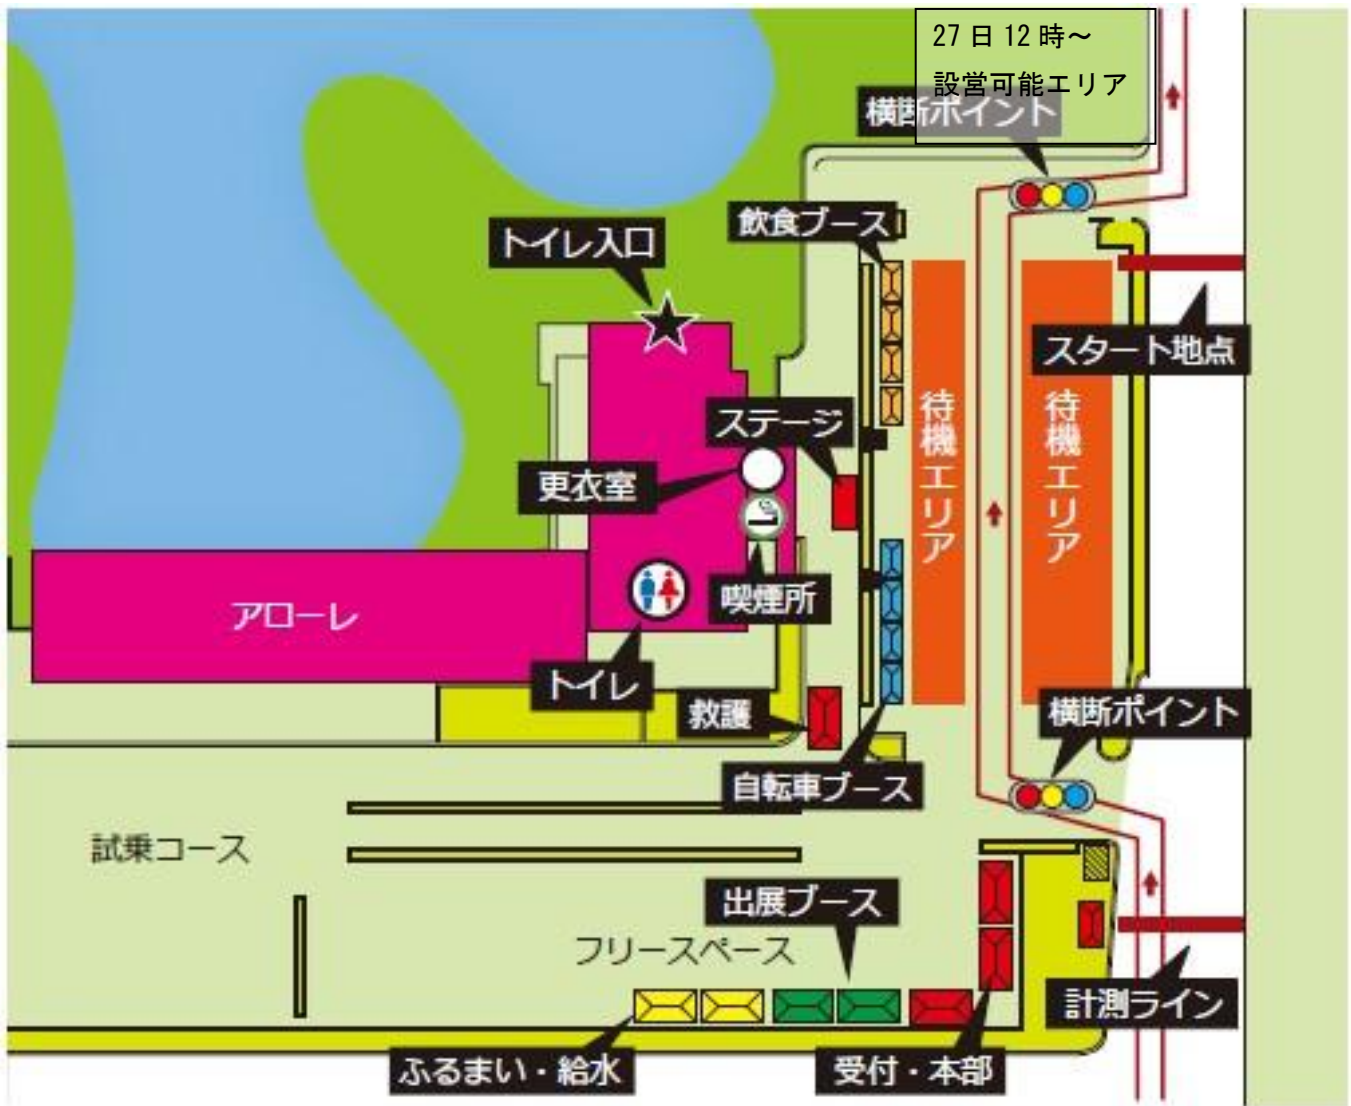 27日12時~
設営可能エリア
横断ポイント
飲食ブース
トイレ入口
スタート地点
ステージ
待機エリア
待機エリア
更衣室
喫煙所
アローレ
トイレ
救護
横断ポイント
自転車ブース
試乗コース
出展ブース
フリースペース
計測ライン
ふるまい・給水
受付・本部